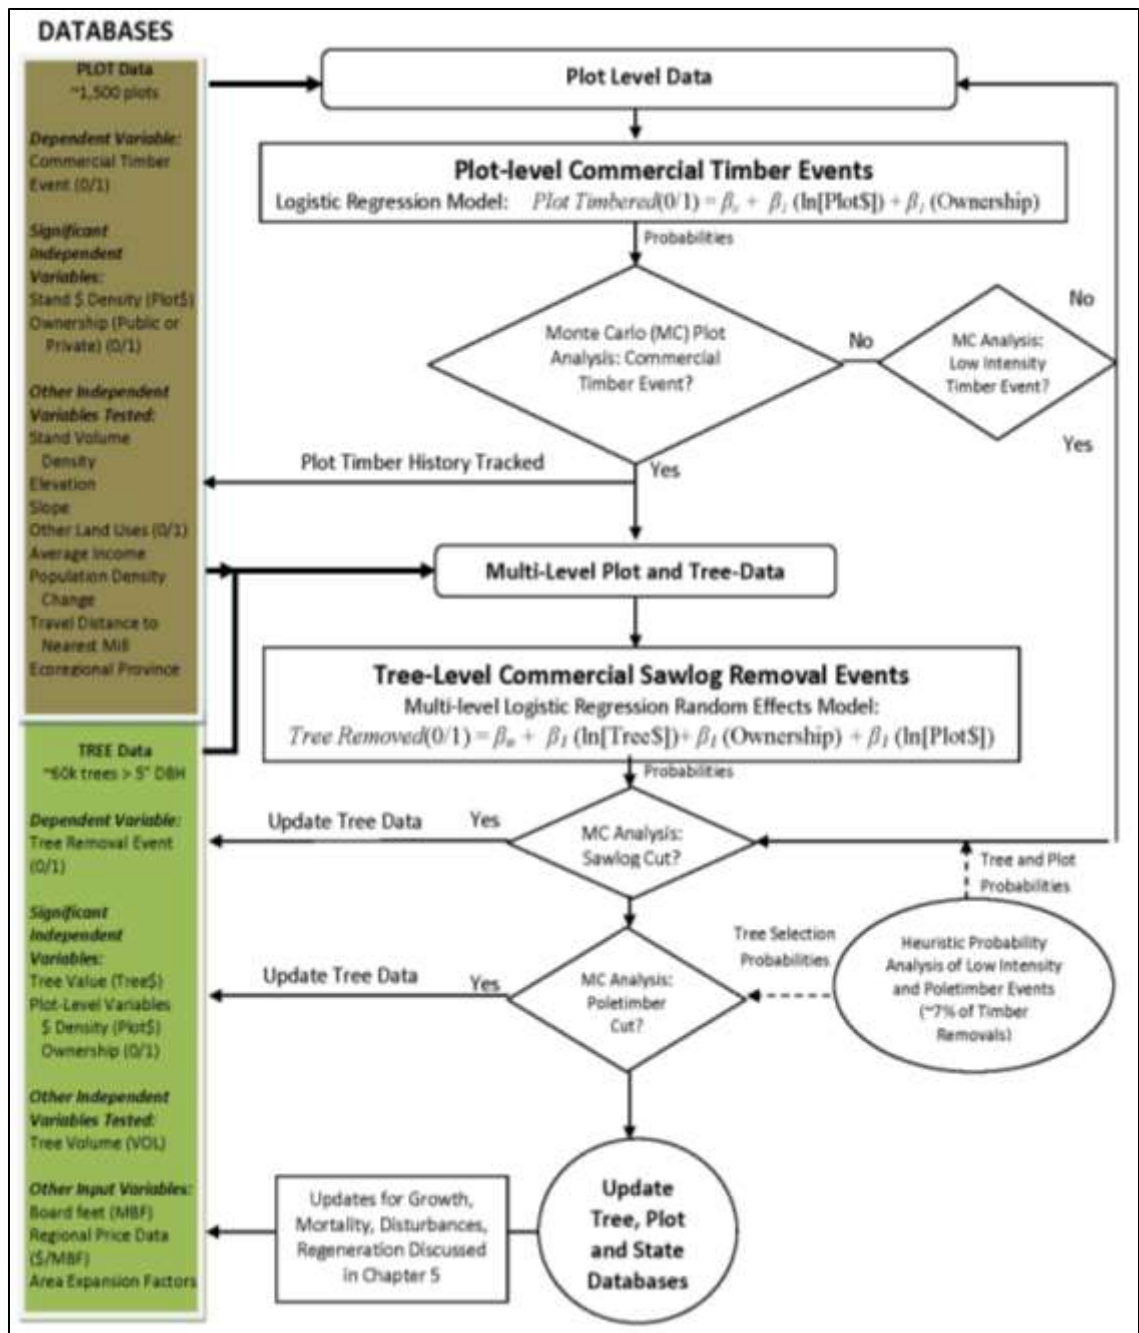 DATABASES
PLOT Data
~1,500 plots
Dependent Variable:
Commercial Timber
Event (0/1)
Significant
Independent
Variables:
Stand $ Density (Plot$)
Ownership (Public or
Private) (0/1)
Other Independent
Variables Tested:
Stand Volume
Density
Elevation
Slope
Other Land Uses (0/1)
Average Income
Population Density
Change
Travel Distance to
Nearest Mill
Ecoregional Province
TREE Data
~60k trees > 5" DBH
Dependent Variable:
Tree Removal Event
(0/1)
Significant
Independent
Variables:
Tree Value (Tree$)
Plot-Level Variables
$ Density (Plot$)
Ownership (0/1)
Other Independent
Variables Tested:
Tree Volume (VOL)
Other Input Variables:
Board feet (MBF)
Regional Price Data
($/MBF)
Area Expansion Factors
Plot Level Data
Plot-level Commercial Timber Events
Logistic Regression Model: Plot Timbered(0/1) = βₒ + β₁ (ln[Plot$]) + β₁ (Ownership)
Probabilities
Monte Carlo (MC) Plot
Analysis: Commercial
Timber Event?
No
MC Analysis:
Low Intensity
Timber Event?
No
Yes
Plot Timber History Tracked
Yes
Multi-Level Plot and Tree-Data
Tree-Level Commercial Sawlog Removal Events
Multi-level Logistic Regression Random Effects Model:
Tree Removed(0/1) = βₒ + β₁ (ln[Tree$])+ β₁ (Ownership) + β₁ (ln[Plot$])
Probabilities
MC Analysis:
Sawlog Cut?
Yes
Update Tree Data
Tree and Plot
Probabilities
Heuristic Probability
Analysis of Low Intensity
and Poletimber Events
(~7% of Timber
Removals)
Tree Selection
Probabilities
MC Analysis:
Poletimber
Cut?
Yes
Update Tree Data
Update
Tree, Plot
and State
Databases
Updates for Growth,
Mortality, Disturbances,
Regeneration Discussed
in Chapter 5